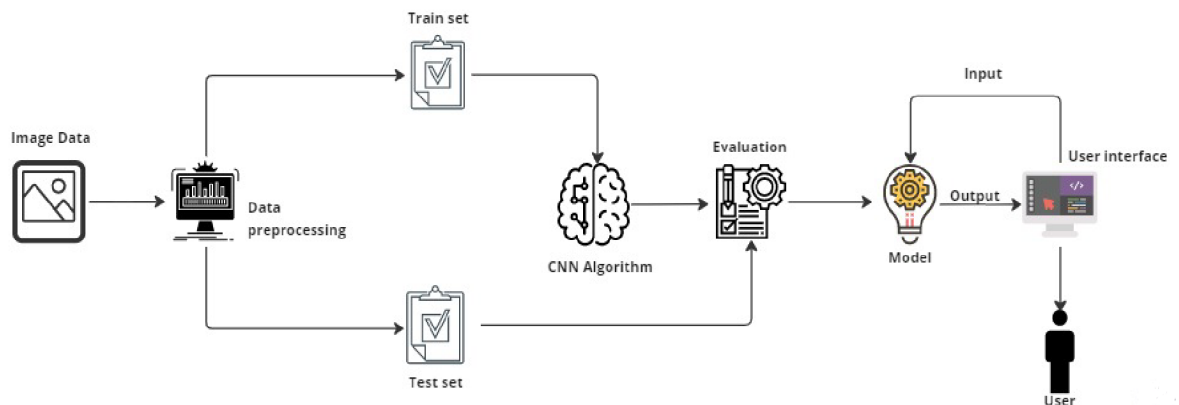 Train set
Input
Image Data
Evaluation
User interface
Data
preprocessing
Output
Model
CNN Algorithm
Test set
User